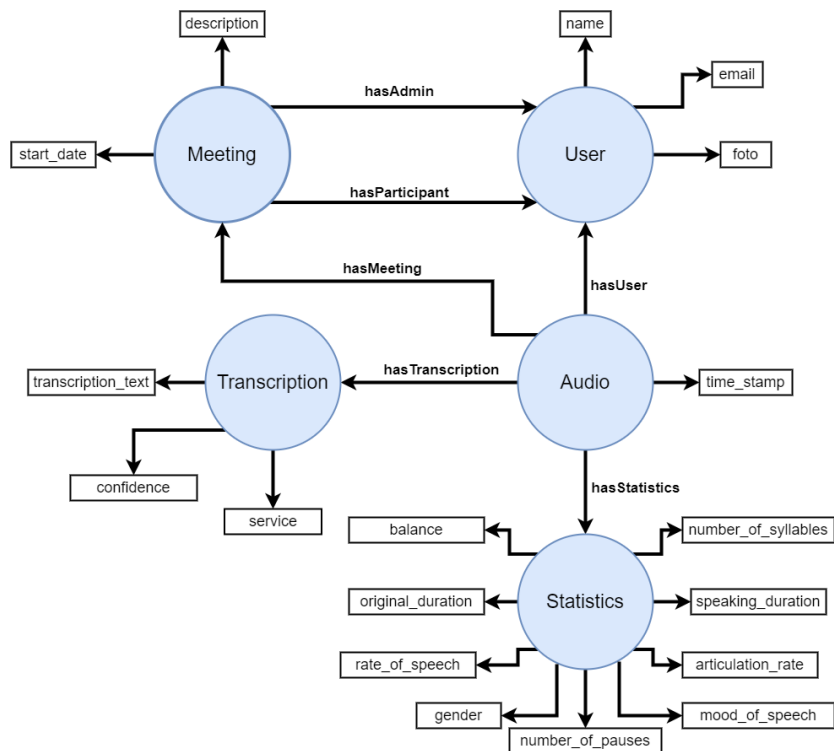 description
name
email
hasAdmin
start_date
Meeting
User
foto
hasParticipant
hasMeeting
hasUser
transcription_text
Transcription
hasTranscription
Audio
time_stamp
confidence
hasStatistics
service
balance
number_of_syllables
original_duration
Statistics
speaking_duration
rate_of_speech
articulation_rate
gender
mood_of_speech
number_of_pauses